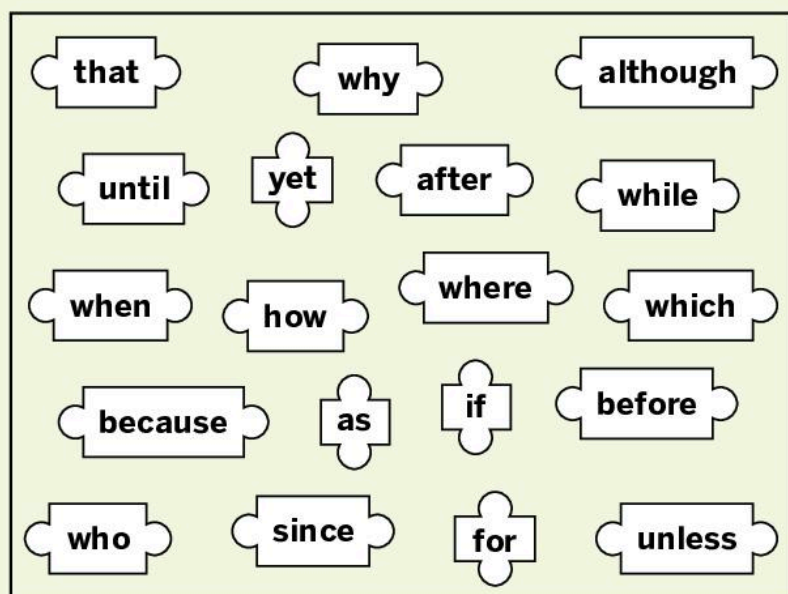 that why although
until yet after while
when how where which
because as if before
who since for unless